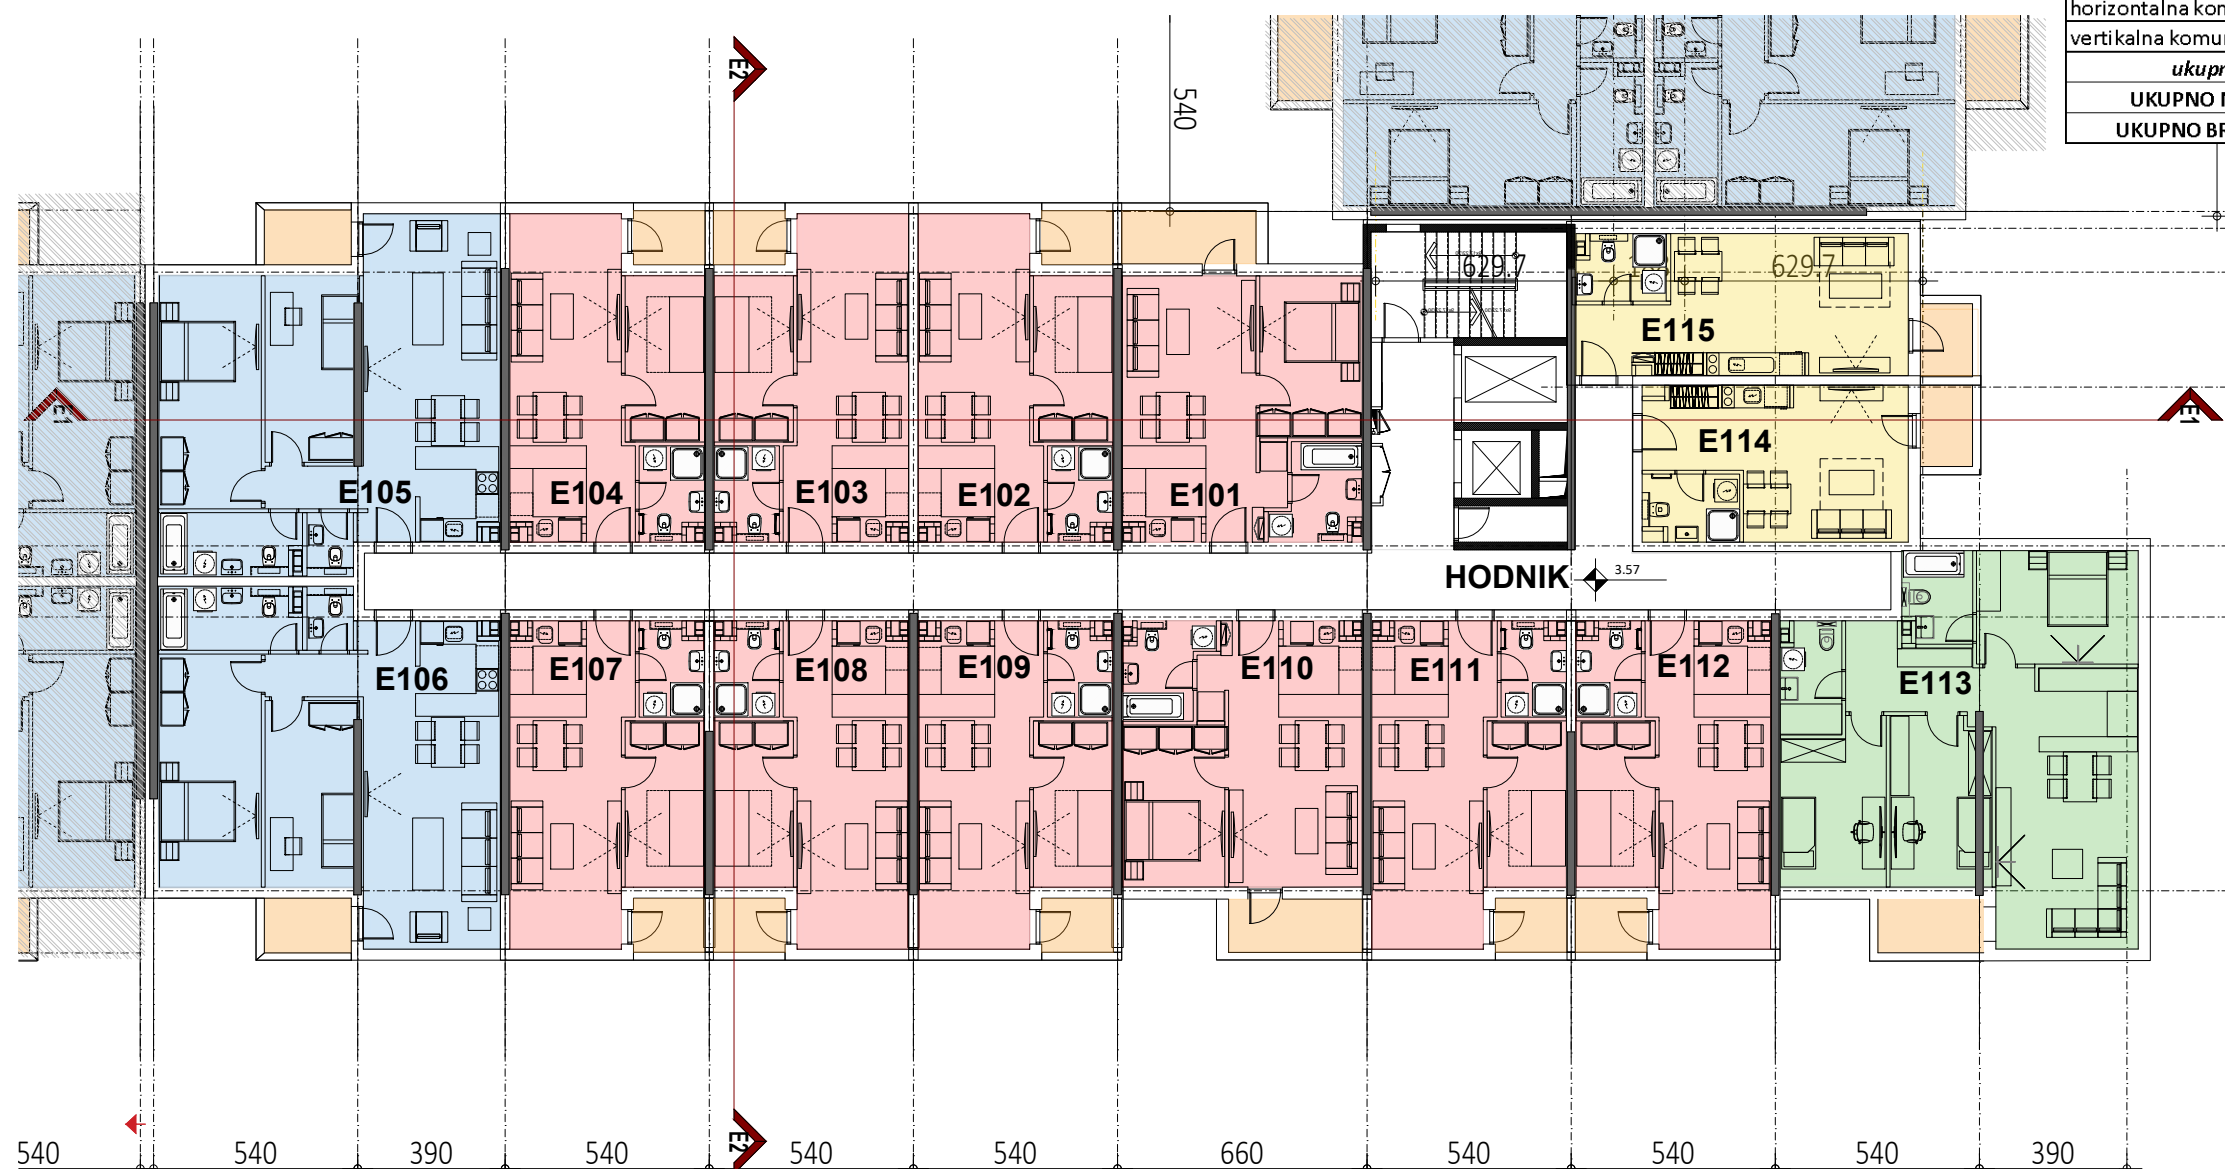 horizontalna kom
vertikalna komu
ukupn
UKUPNO
UKUPNO BR
E2
540
629.7
629.7
E115
E1
E1
E114
E105
E104
E103
E102
E101
HODNIK
3.57
E106
E107
E108
E109
E110
E111
E112
E113
E2
540
540
390
540
540
540
660
540
540
540
390